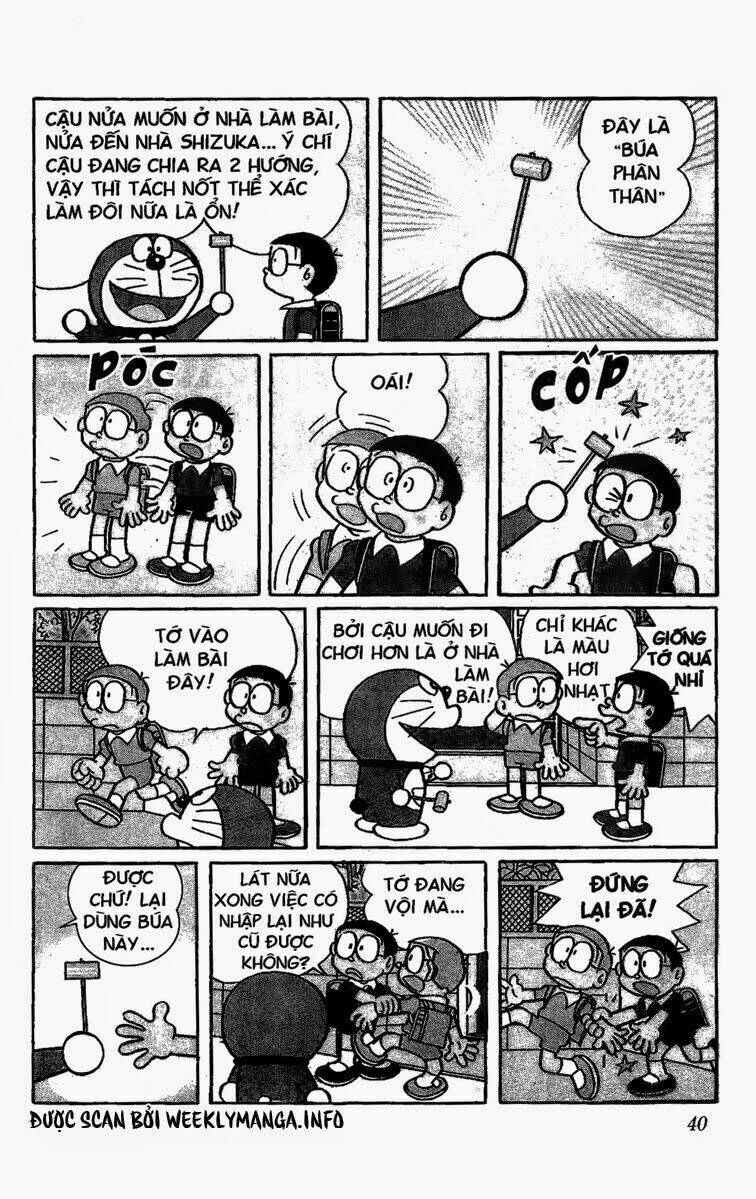 ĐÂY LÀ
"BÚA
PHÂN
THÂN"
CẬU NỬA MUỐN Ở NHÀ LÀM BÀI,
NỬA ĐẾN NHÀ SHIZUKA... Ý CHÍ
CẬU ĐANG CHIA RA 2 HƯỚNG,
VẬY THÌ TÁCH NỐT THỂ XÁC
LÀM ĐÔI NỮA LÀ ỔN!
CỐP
OÁI!
PÓC
GIỐNG
TỚ QUÁ
NHỈ
CHỈ KHÁC
LÀ MÀU
HƠI
NHẠT
BỞI CẬU MUỐN ĐI
CHƠI HƠN LÀ Ở NHÀ
LÀM
BÀI!
TỚ VÀO
LÀM BÀI
ĐÂY!
ĐỨNG
LẠI ĐÃ!
TỚ ĐANG
VỘI MÀ...
LÁT NỮA
XONG VIỆC CÓ
NHẬP LẠI NHƯ
CŨ ĐƯỢC
KHÔNG?
ĐƯỢC
CHỨ! LẠI
DÙNG BÚA
NÀY...
ĐƯỢC SCAN BỞI WEEKLYMANGA.INFO
40